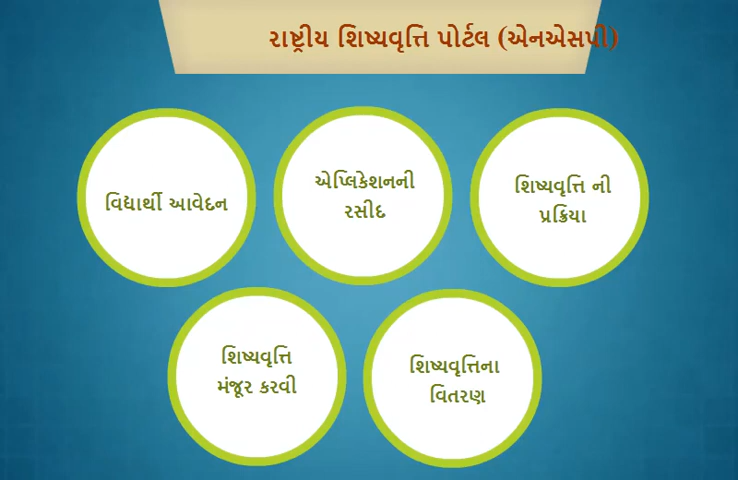 રાષ્ટ્રીય શિષ્યવૃત્તિ પોર્ટલ (એનએસપી)
વિદ્યાર્થી આવેદન
એપ્લિકેશનની
રસીદ
શિષ્યવૃત્તિ ની
પ્રક્રિયા
શિષ્યવૃત્તિ
મંજૂર કરવી
શિષ્યવૃત્તિના
વિતરણ